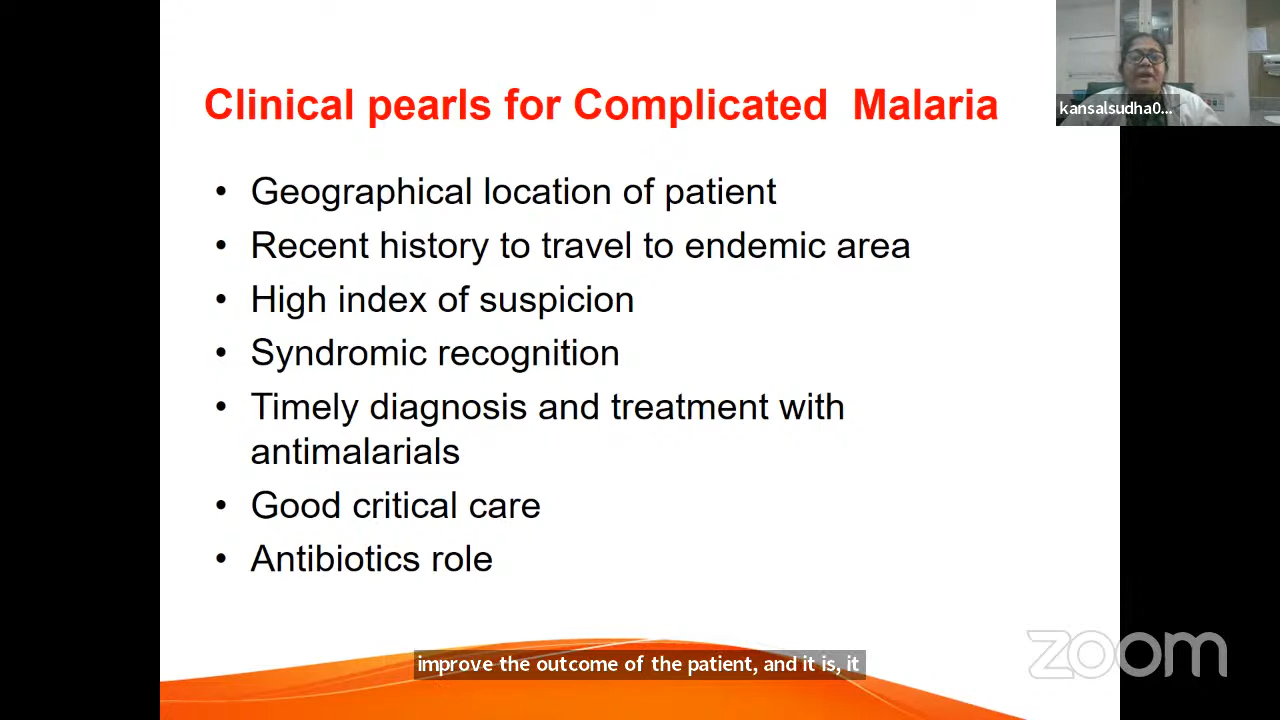 Clinical pearls for Complicated Malaria
kansalsudha0...
• Geographical location of patient
• Recent history to travel to endemic area
• High index of suspicion
• Syndromic recognition
• Timely diagnosis and treatment with
antimalarials
• Good critical care
• Antibiotics role
improve the outcome of the patient, and it is, it
zoom